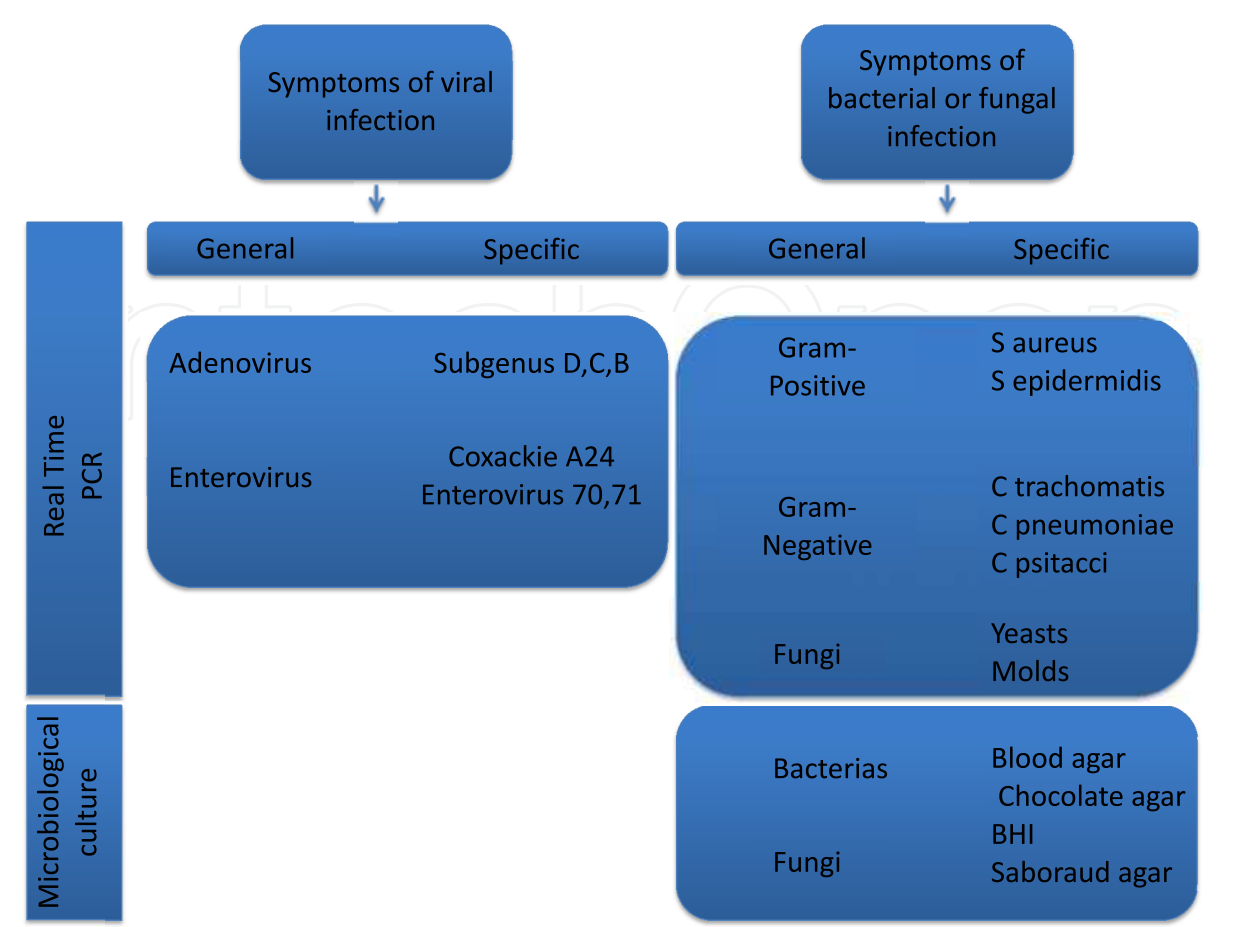 Symptoms of viral
infection
Symptoms of
bacterial or fungal
infection
General
Specific
General
Specific
Real Time
PCR
Adenovirus
Subgenus D,C,B
Enterovirus
Coxackie A24
Enterovirus 70,71
Gram-
Positive
S aureus
S epidermidis
Gram-
Negative
C trachomatis
C pneumoniae
C psitacci
Fungi
Yeasts
Molds
Microbiological
culture
Bacterias
Blood agar
Chocolate agar
BHI
Fungi
Saboraud agar